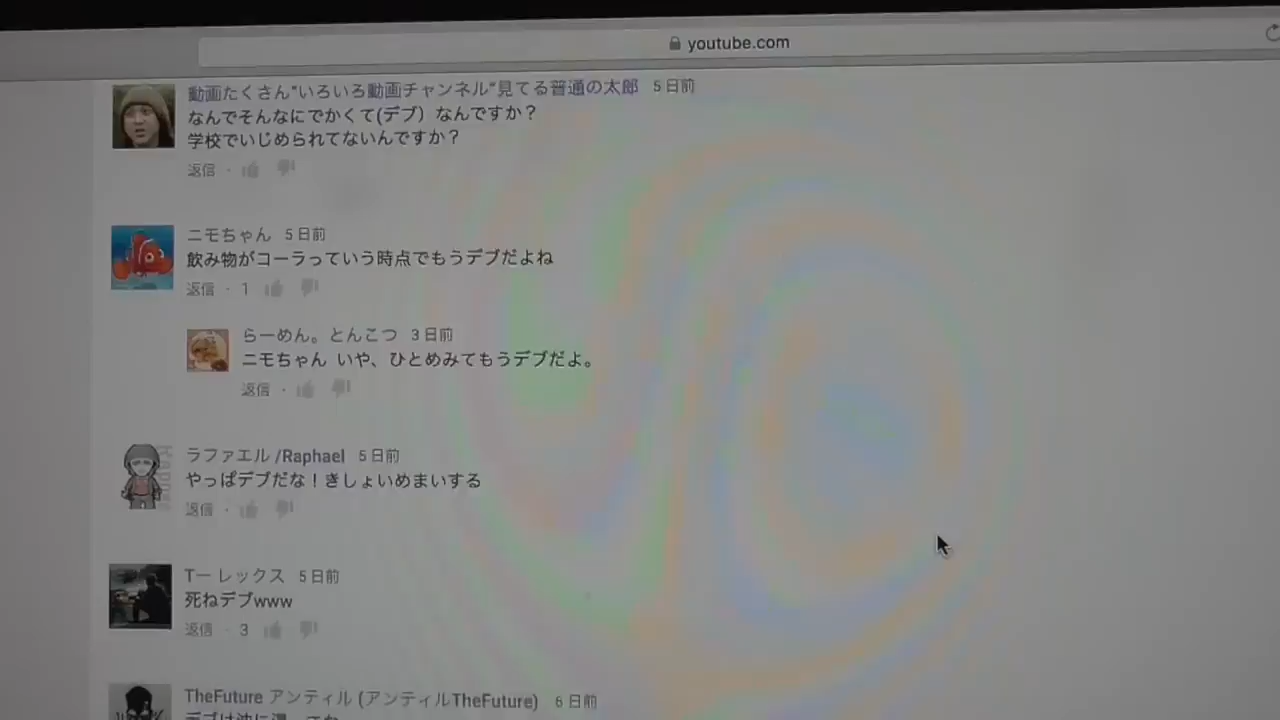 youtube.com
動画たくさん"いろいろ動画チャンネル"見てる普通の太郎 5日前
なんでそんなにでかくて(デブ）なんですか？
学校でいじめられてないんですか？
返信
ニモちゃん 5日前
飲み物がコーラっていう時点でもうデブだよね
返信 · 1
らーめん。とんこつ 3日前
ニモちゃん いや、ひとめみてもうデブだよ。
返信
ラファエル /Raphael 5日前
やっぱデブだな！きしょいめまいする
返信
Tー レックス 5日前
死ねデブwww
返信 · 3
TheFuture アンティル (アンティルTheFuture) 6日前